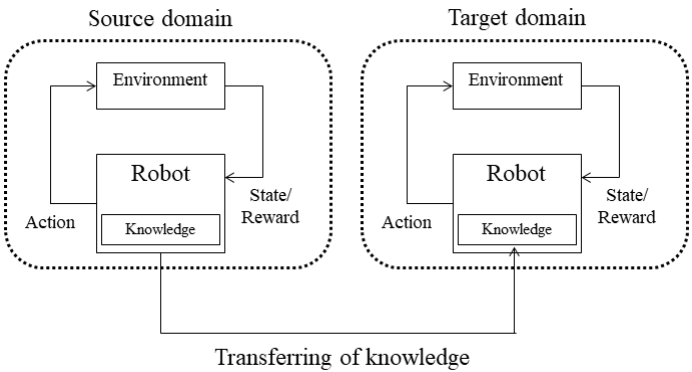 Source domain
Environment
Robot
Action
State/
Reward
Knowledge
Target domain
Environment
Robot
Action
State/
Reward
Knowledge
Transferring of knowledge